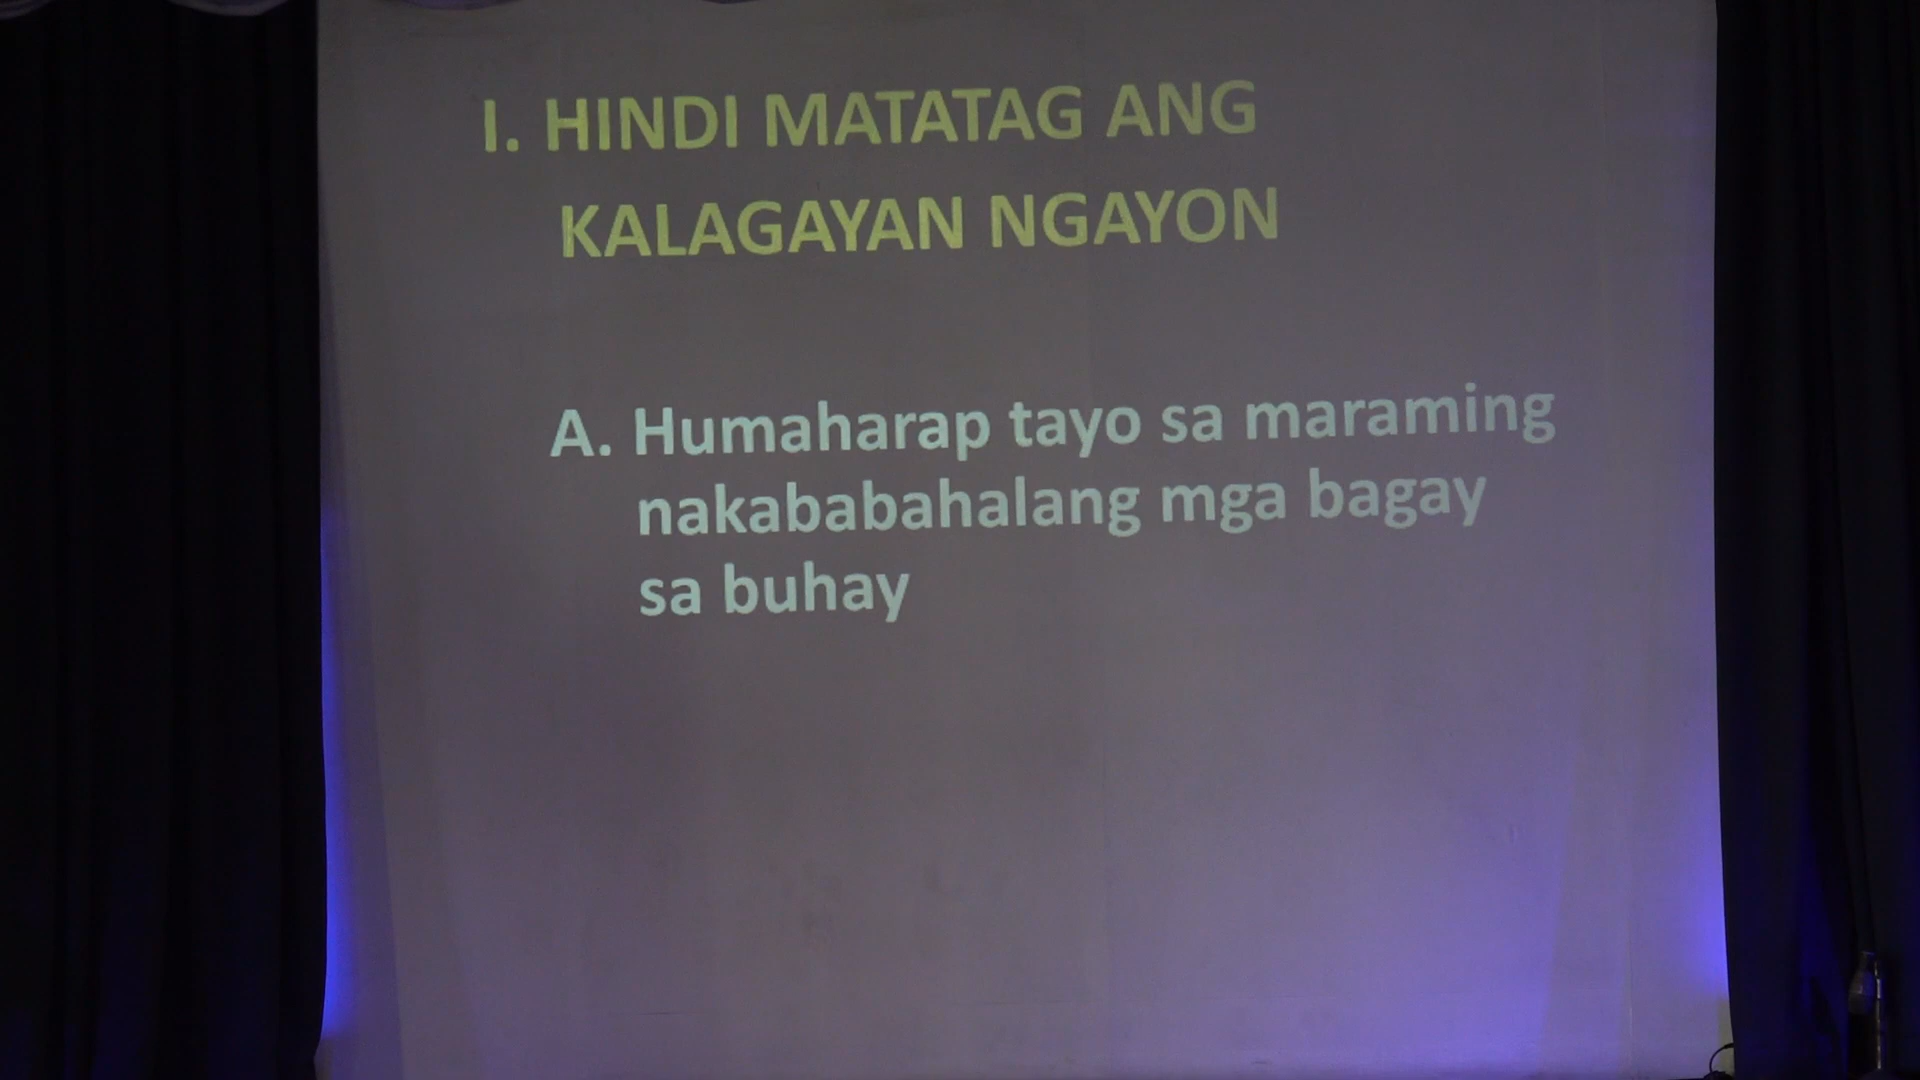 I. HINDI MATATAG ANG
KALAGAYAN NGAYON
A. Humaharap tayo sa maraming
nakababahalang mga bagay
sa buhay